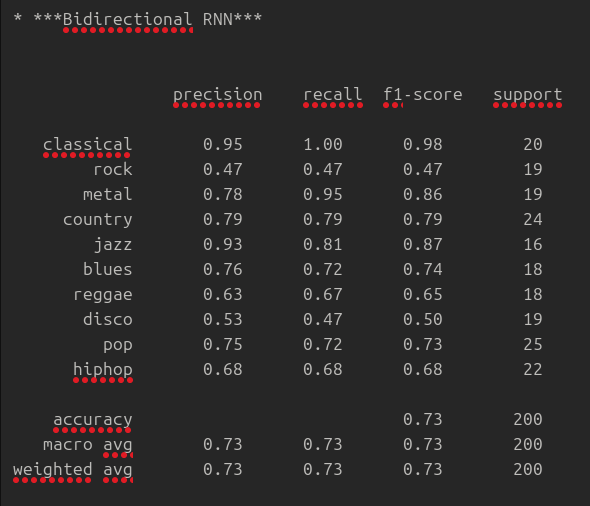 * ***Bidirectional RNN***
precision recall f1-score support
classical 0.95 1.00 0.98 20
rock 0.47 0.47 0.47 19
metal 0.78 0.95 0.86 19
country 0.79 0.79 0.79 24
jazz 0.93 0.81 0.87 16
blues 0.76 0.72 0.74 18
reggae 0.63 0.67 0.65 18
disco 0.53 0.47 0.50 19
pop 0.75 0.72 0.73 25
hiphop 0.68 0.68 0.68 22
accuracy 0.73 200
macro avg 0.73 0.73 0.73 200
weighted avg 0.73 0.73 0.73 200